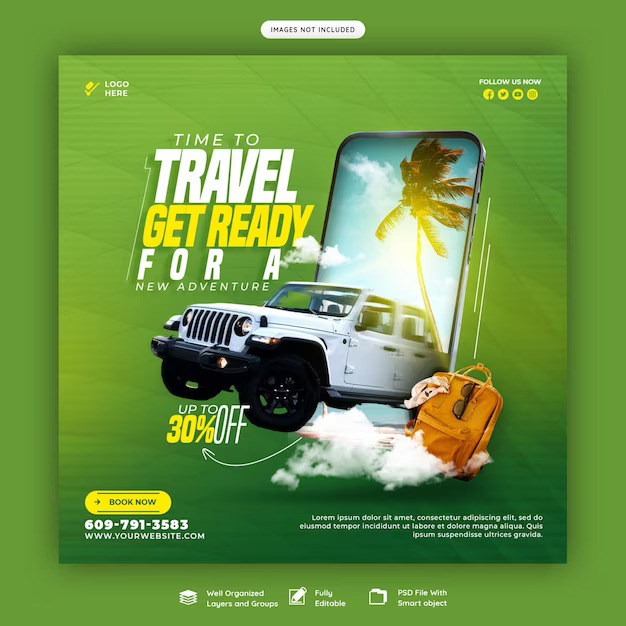 IMAGES NOT INCLUDED
LOGO
HERE
FOLLOW US NOW
TIME TO
TRAVEL
GET READY
FOR A
NEW ADVENTURE
UP TO
30% OFF
BOOK NOW
609-791-3583
WWW.YOURWEBSITE.COM
Lorem ipsum dolor sit amet, consectetur adipiscing elit, sed do
eiusmod tempor incididunt ut labore et dolore magna aliqua. Quis
ipsum suspendisse.
Well Organized
Layers and Groups
Fully
Editable
PSD File With
Smart object